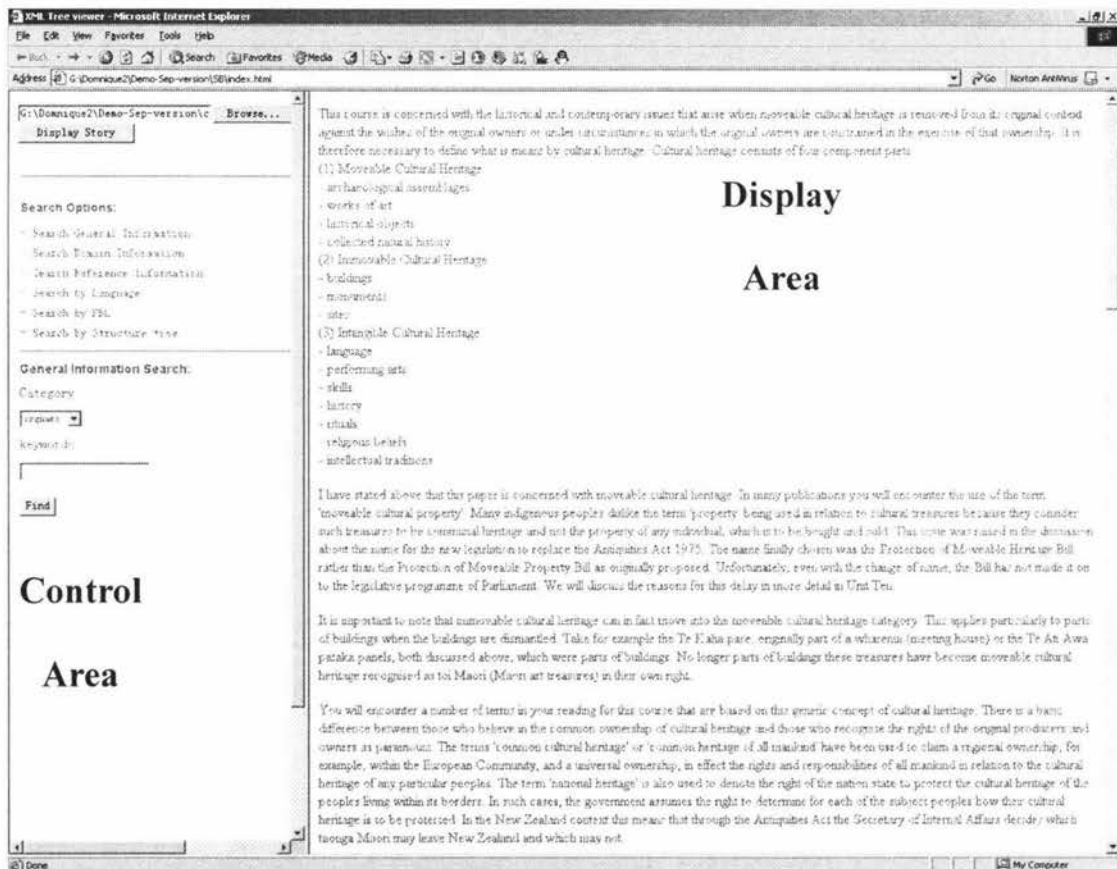 XML Tree viewer - Microsoft Internet Explorer
File Edit View Favorites Tools Help
Back Search Favorites Media
Address G:\Domnique2\Demo-Sep-version\SB\index.html Go Norton AntiVirus
G:\Domnique2\Demo-Sep-version\c Browse...
Display Story
Search Options:
- Search General Information
Search Domain Information
Search Reference Information
- Search by Language
- Search by
- Search by Structure Tree
General Information Search:
Category
keywords
Find
Control
Area
This course is concerned with the historical and contemporary issues that arise when moveable cultural heritage is removed from its original context
against the wishes of the original owners or under circumstances in which the original owners are constrained in the exercise of that ownership. It is
therefore necessary to define what is meant by cultural heritage. Cultural heritage consists of four component parts
(1) Moveable Cultural Heritage
- archaeological assemblages
- works of art
- historical objects
- collected natural history
(2) Immovable Cultural Heritage
- buildings
- monuments
- sites
(3) Intangible Cultural Heritage
- language
- performing arts
- skills
- history
- rituals
religious beliefs
- intellectual traditions
Display
Area
I have stated above that this paper is concerned with moveable cultural heritage. In many publications you will encounter the use of the term
'moveable cultural property'. Many indigenous peoples dislike the term 'property' being used in relation to cultural treasures because they consider
such treasures to be communal heritage and not the property of any individual, which is to be bought and sold. This issue was raised in the discussion
about the name for the new legislation to replace the Antiquities Act 1975. The name finally chosen was the Protection of Moveable Heritage Bill
rather than the Protection of Moveable Property Bill as originally proposed. Unfortunately, even with the change of name, the Bill has not made it on
to the legislative programme of Parliament. We will discuss the reasons for this delay in more detail in Unit Ten.
It is important to note that immovable cultural heritage can in fact move into the moveable cultural heritage category. This applies particularly to parts
of buildings when the buildings are dismantled. Take for example the Te Kaha pare, originally part of a wharenui (meeting house) or the Te Ati Awa
pataka panels, both discussed above, which were parts of buildings. No longer parts of buildings these treasures have become moveable cultural
heritage recognised as toi Maori (Maori art treasures) in their own right.
You will encounter a number of terms in your reading for this course that are based on this generic concept of cultural heritage. There is a basic
difference between those who believe in the common ownership of cultural heritage and those who recognise the rights of the original producers and
owners as paramount. The terms 'common cultural heritage' or 'common heritage of all mankind' have been used to claim a regional ownership, for
example, within the European Community, and a universal ownership, in effect the rights and responsibilities of all mankind in relation to the cultural
heritage of any particular peoples. The term 'national heritage' is also used to denote the right of the nation state to protect the cultural heritage of the
peoples living within its borders. In such cases, the government assumes the right to determine for each of the subject peoples how their cultural
heritage is to be protected. In the New Zealand context this means that through the Antiquities Act the Secretary of Internal Affairs decides which
taonga Maori may leave New Zealand and which may not.
Done My Computer